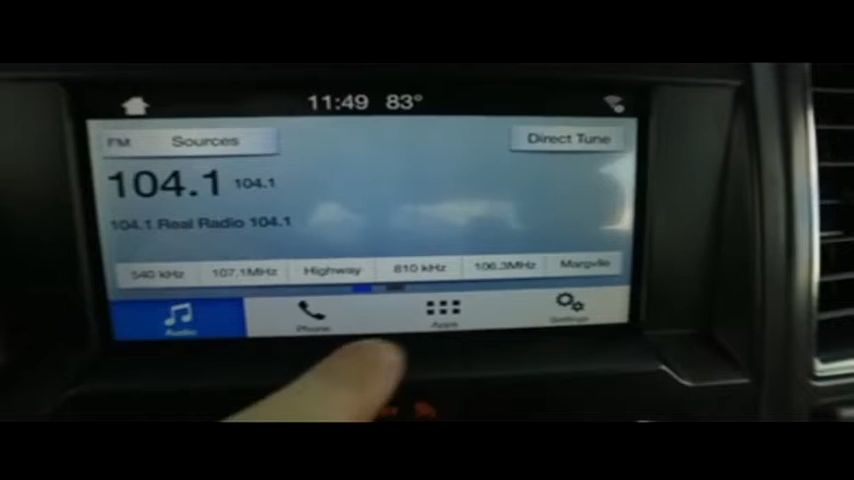 11:49 83°
FM Sources Direct Tune
104.1 104.1
104.1 Real Radio 104.1
540 kHz 107.1MHz Highway 810 kHz 106.3MHz Margvlle
Audio Phone Apps Settings